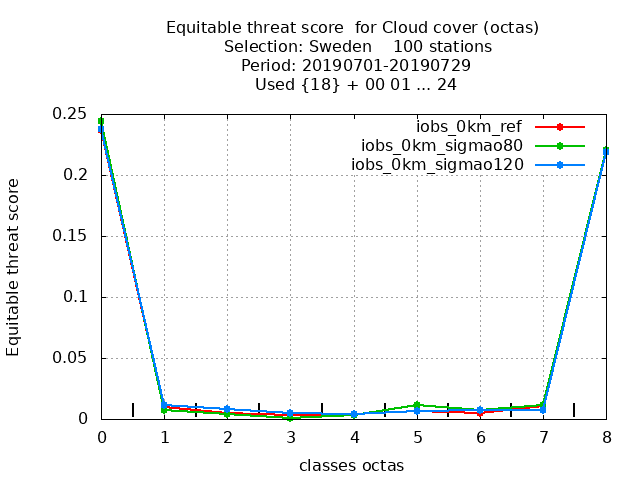 Equitable threat score  for Cloud cover (octas)
Selection: Sweden    100 stations
Period: 20190701-20190729
Used {18} + 00 01 ... 24
iobs_0km_ref
iobs_0km_sigmao80
iobs_0km_sigmao120
Equitable threat score
0.25
0.2
0.15
0.1
0.05
0
0 1 2 3 4 5 6 7 8
classes octas